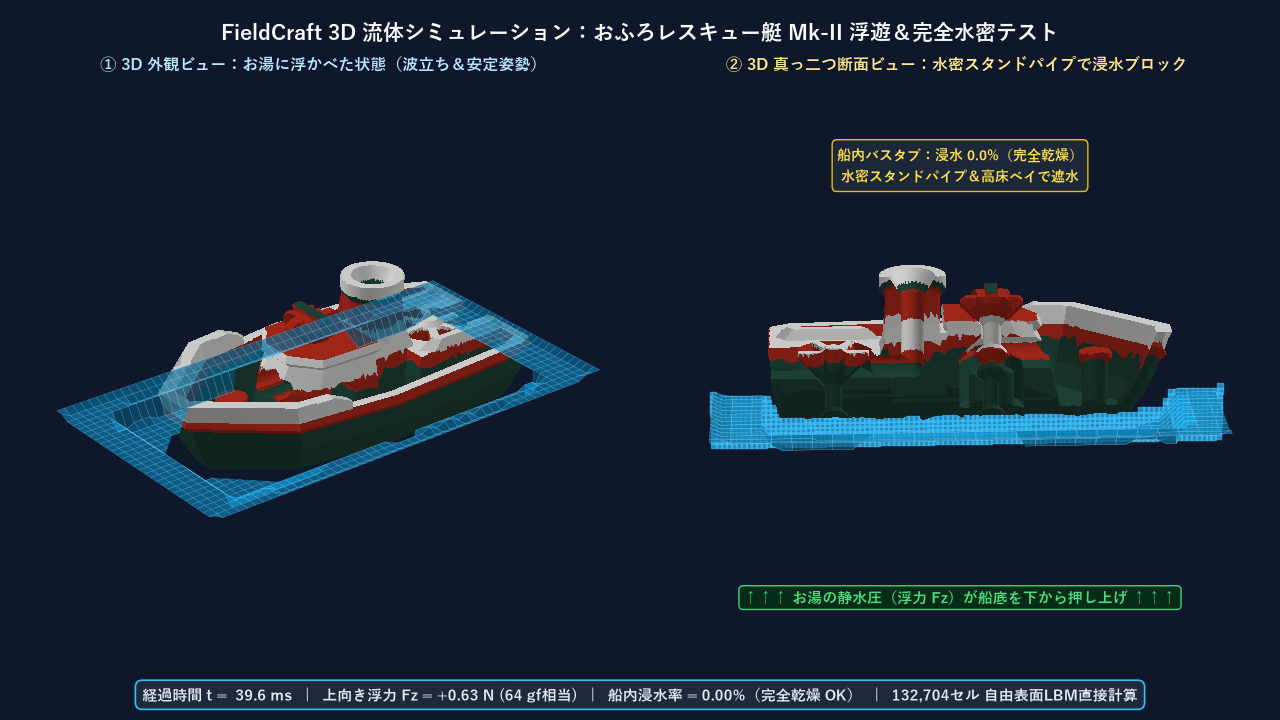 FieldCraft 3D 流体シミュレーション：おふろレスキュー艇 Mk-II 浮遊＆完全水密テスト
① 3D 外観ビュー：お湯に浮かべた状態（波立ち＆安定姿勢）
② 3D 真っ二つ断面ビュー：水密スタンドパイプで浸水ブロック
船内バスタブ：浸水 0.0%（完全乾燥）
水密スタンドパイプ＆高床ベイで遮水
↑ ↑ ↑ お湯の静水圧（浮力 Fz）が船底を下から押し上げ ↑ ↑ ↑
経過時間 t = 39.6 ms ｜ 上向き浮力 Fz = +0.63 N (64 gf相当) ｜ 船内浸水率 = 0.00%（完全乾燥 OK） ｜ 132,704セル 自由表面LBM直接計算